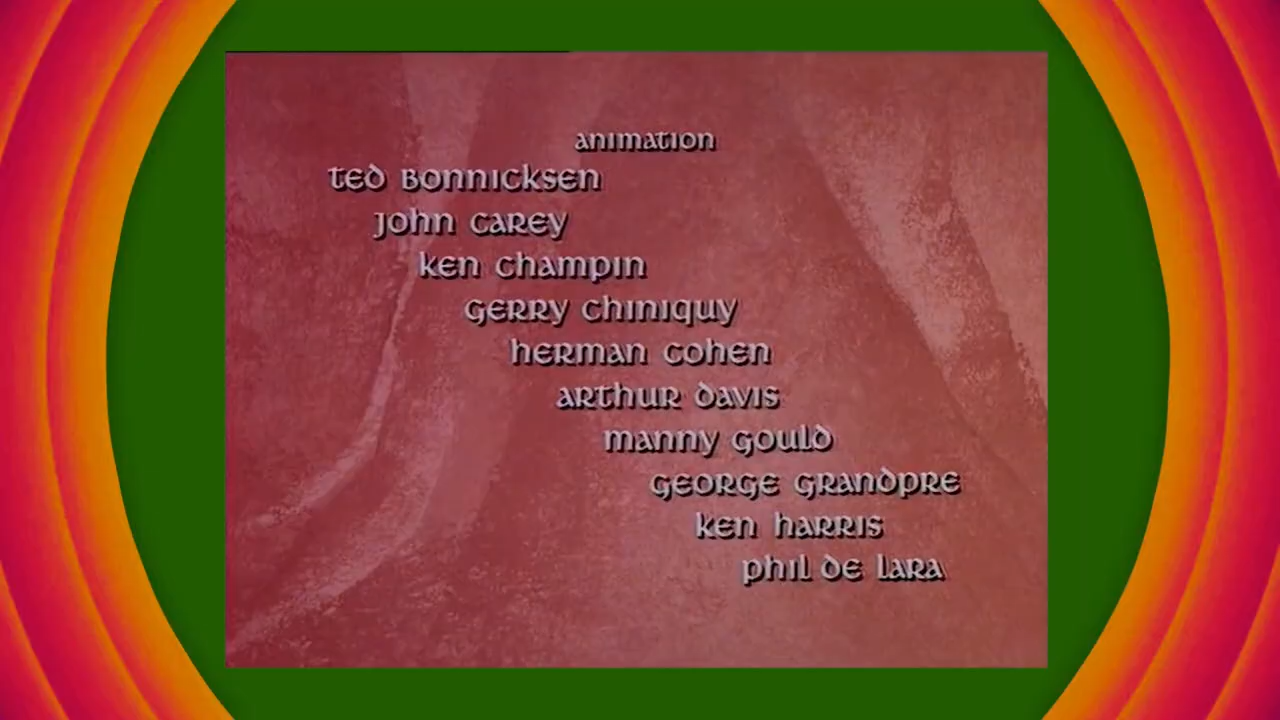 animation
Ted Bonnicksen
John Carey
Ken Champin
Gerry Chiniquy
Herman Cohen
Arthur Davis
Manny Gould
George Grandpre
Ken Harris
Phil De Lara